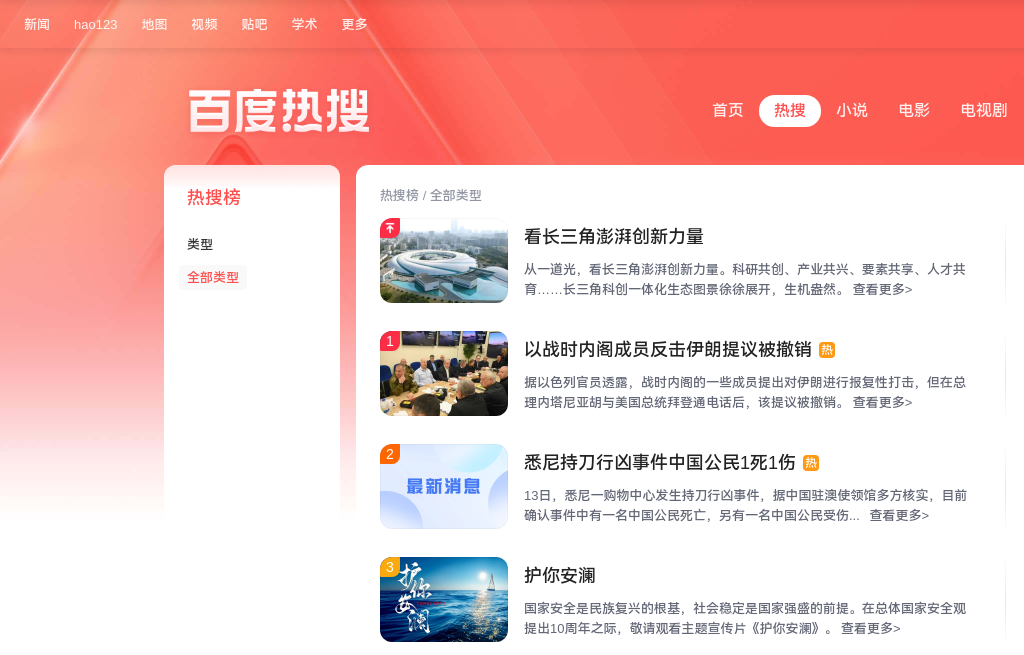 新闻 hao123 地图 视频 贴吧 学术 更多
百度热搜
首页 热搜 小说 电影 电视剧
热搜榜
类型
全部类型
热搜榜 / 全部类型
看长三角澎湃创新力量
从一道光，看长三角澎湃创新力量。科研共创、产业共兴、要素共享、人才共
育……长三角科创一体化生态图景徐徐展开，生机盎然。 查看更多>
1
以战时内阁成员反击伊朗提议被撤销 热
据以色列官员透露，战时内阁的一些成员提出对伊朗进行报复性打击，但在总
理内塔尼亚胡与美国总统拜登通电话后，该提议被撤销。 查看更多>
2
最新消息
悉尼持刀行凶事件中国公民1死1伤 热
13日，悉尼一购物中心发生持刀行凶事件，据中国驻澳使领馆多方核实，目前
确认事件中有一名中国公民死亡，另有一名中国公民受伤... 查看更多>
3
护你安澜
护你安澜
国家安全是民族复兴的根基，社会稳定是国家强盛的前提。在总体国家安全观
提出10周年之际，敬请观看主题宣传片《护你安澜》。 查看更多>